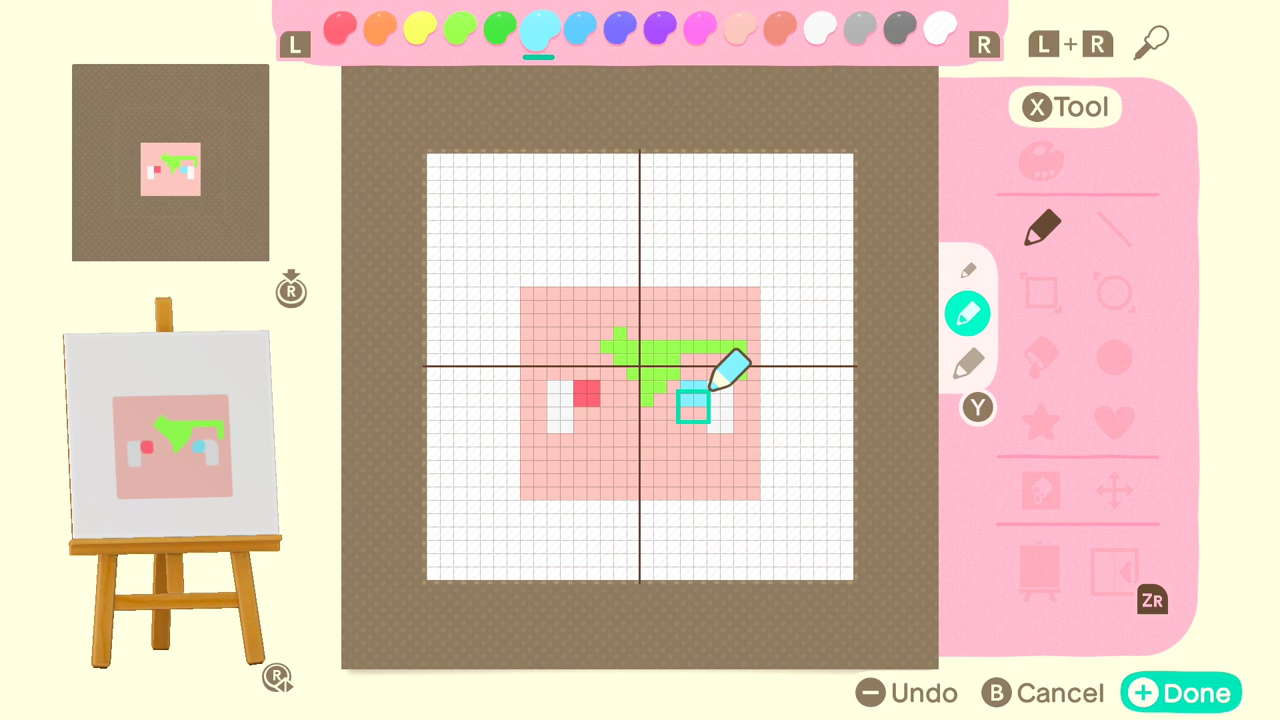 L
R
L + R
X Tool
R
Y
ZR
R
− Undo
B Cancel
+ Done